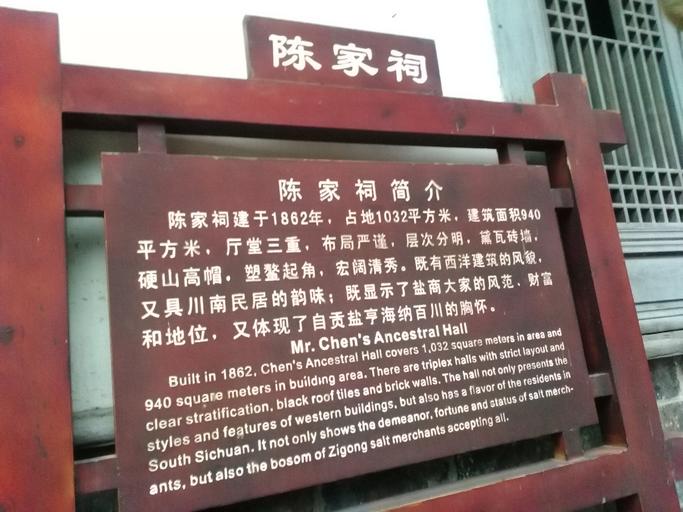 陈家祠
陈家祠简介
陈家祠建于1862年，占地1032平方米，建筑面积940
平方米，厅堂三重，布局严谨，层次分明，黛瓦砖墙，
硬山高帽。塑鳌起角，宏阔清秀。既有西洋建筑的风貌，
又具川南民居的韵味；既显示了盐商大家的风范、财富
和地位，又体现了自贡盐亨海纳百川的胸怀。
Mr. Chen's Ancestral Hall
Built in 1862, Chen's Ancestral Hall covers 1,032 square meters in area and
940 square meters in building area. There are triplex halls with strict layout and
clear stratification, black roof tiles and brick walls. The hall not only presents the
styles and features of western buildings, but also has a flavor of the residents in
South Sichuan. It not only shows the demeanor, fortune and status of salt merch-
ants, but also the bosom of Zigong salt merchants accepting all.